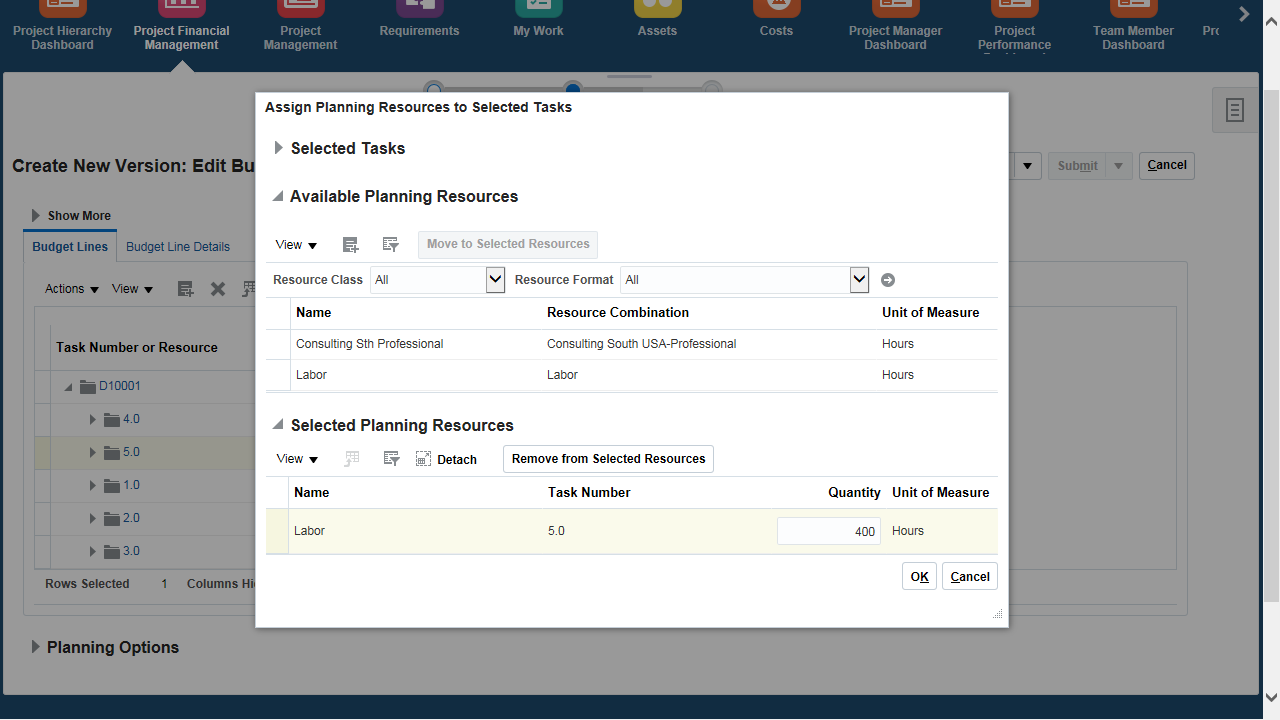 Project Hierarchy
Dashboard
Project Financial
Management
Project
Management
Requirements
My Work
Assets
Costs
Project Manager
Dashboard
Project
Performance
Team Member
Dashboard
Assign Planning Resources to Selected Tasks
Selected Tasks
Create New Version: Edit Bu
Submit
Cancel
Available Planning Resources
Show More
Budget Lines
Budget Line Details
View
Move to Selected Resources
Resource Class
All
Resource Format
All
Actions
View
Name
Resource Combination
Unit of Measure
Consulting Sth Professional
Consulting South USA-Professional
Hours
Labor
Labor
Hours
Task Number or Resource
D10001
4.0
5.0
1.0
2.0
3.0
Selected Planning Resources
View
Detach
Remove from Selected Resources
Name
Task Number
Quantity
Unit of Measure
Labor
5.0
400
Hours
OK
Cancel
Rows Selected 1
Columns Hi
Planning Options